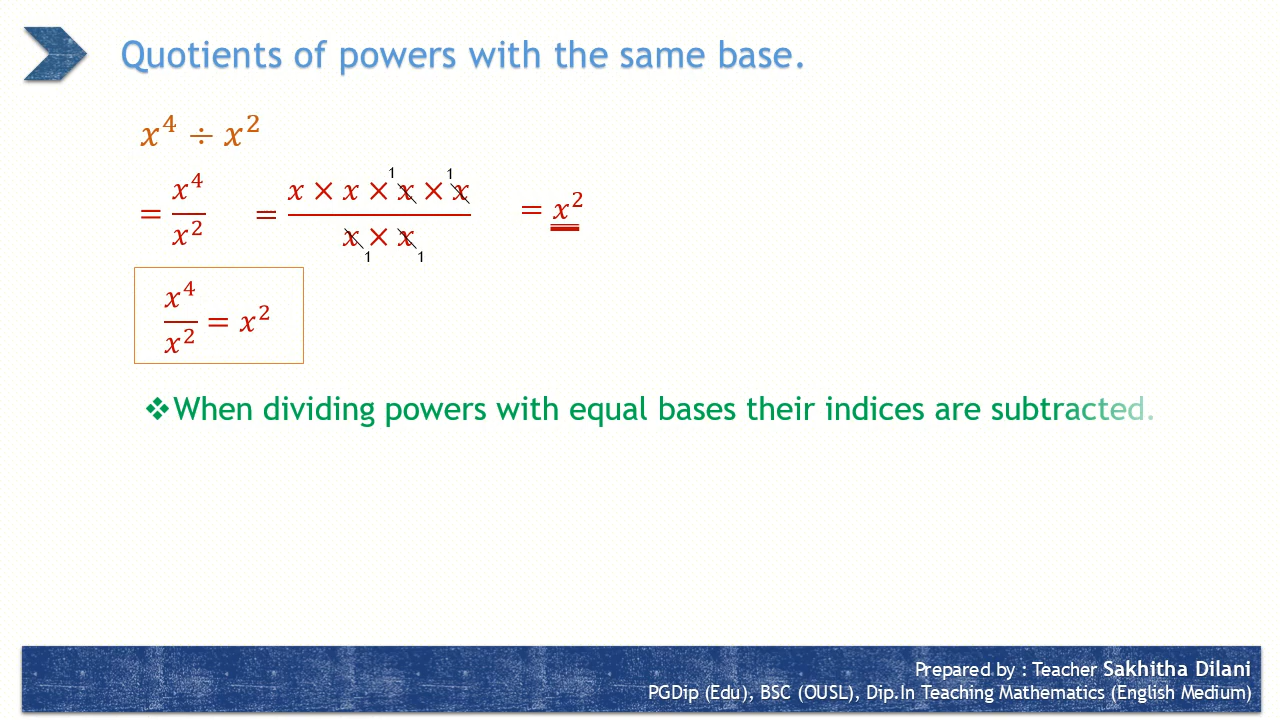 Quotients of powers with the same base.
x⁴ ÷ x²
= x⁴/x² = (x × x × x × x)/(x × x) = x²
1 1
1 1
x⁴/x² = x²
❖When dividing powers with equal bases their indices are subtracted.
Prepared by : Teacher Sakhitha Dilani
PGDip (Edu), BSC (OUSL), Dip.In Teaching Mathematics (English Medium)